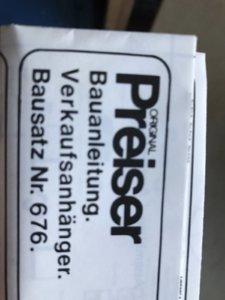 ORIGINAL
Preiser
Bauanleitung.
Verkaufsanhänger.
Bausatz Nr. 676.